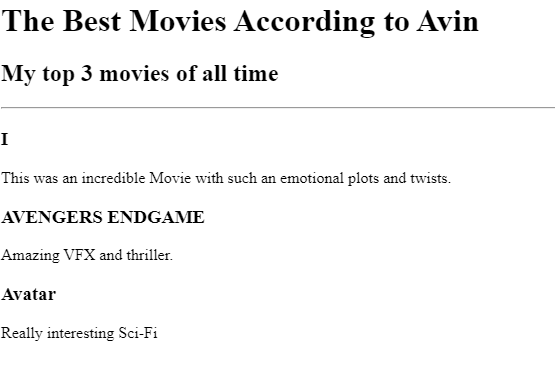 The Best Movies According to Avin
My top 3 movies of all time
I
This was an incredible Movie with such an emotional plots and twists.
AVENGERS ENDGAME
Amazing VFX and thriller.
Avatar
Really interesting Sci-Fi